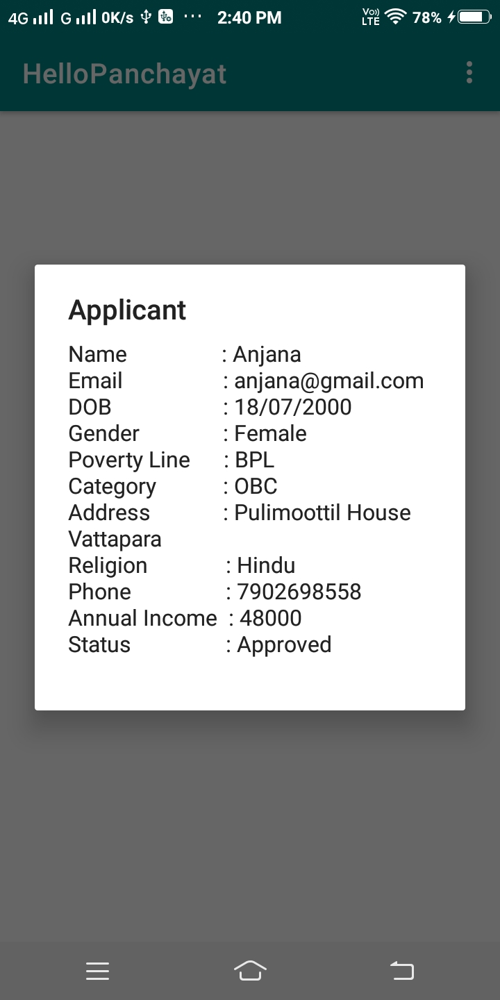 4G G 0K/s ... 2:40 PM Vo)) LTE 78%
HelloPanchayat
Applicant
Name : Anjana
Email : anjana@gmail.com
DOB : 18/07/2000
Gender : Female
Poverty Line : BPL
Category : OBC
Address : Pulimoottil House
Vattapara
Religion : Hindu
Phone : 7902698558
Annual Income : 48000
Status : Approved